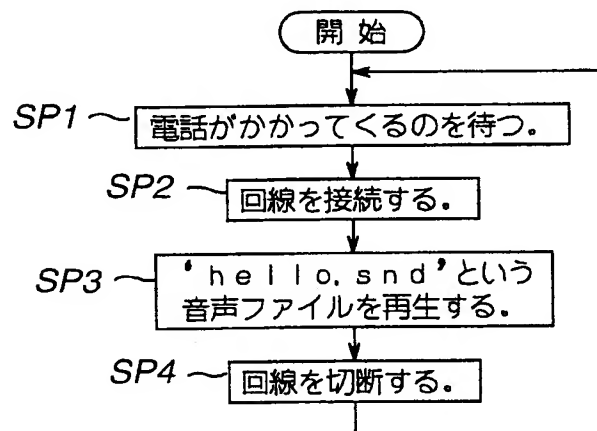 開始
SP1 電話がかかってくるのを待つ。
SP2 回線を接続する。
SP3 'hello.snd'という
音声ファイルを再生する。
SP4 回線を切断する。